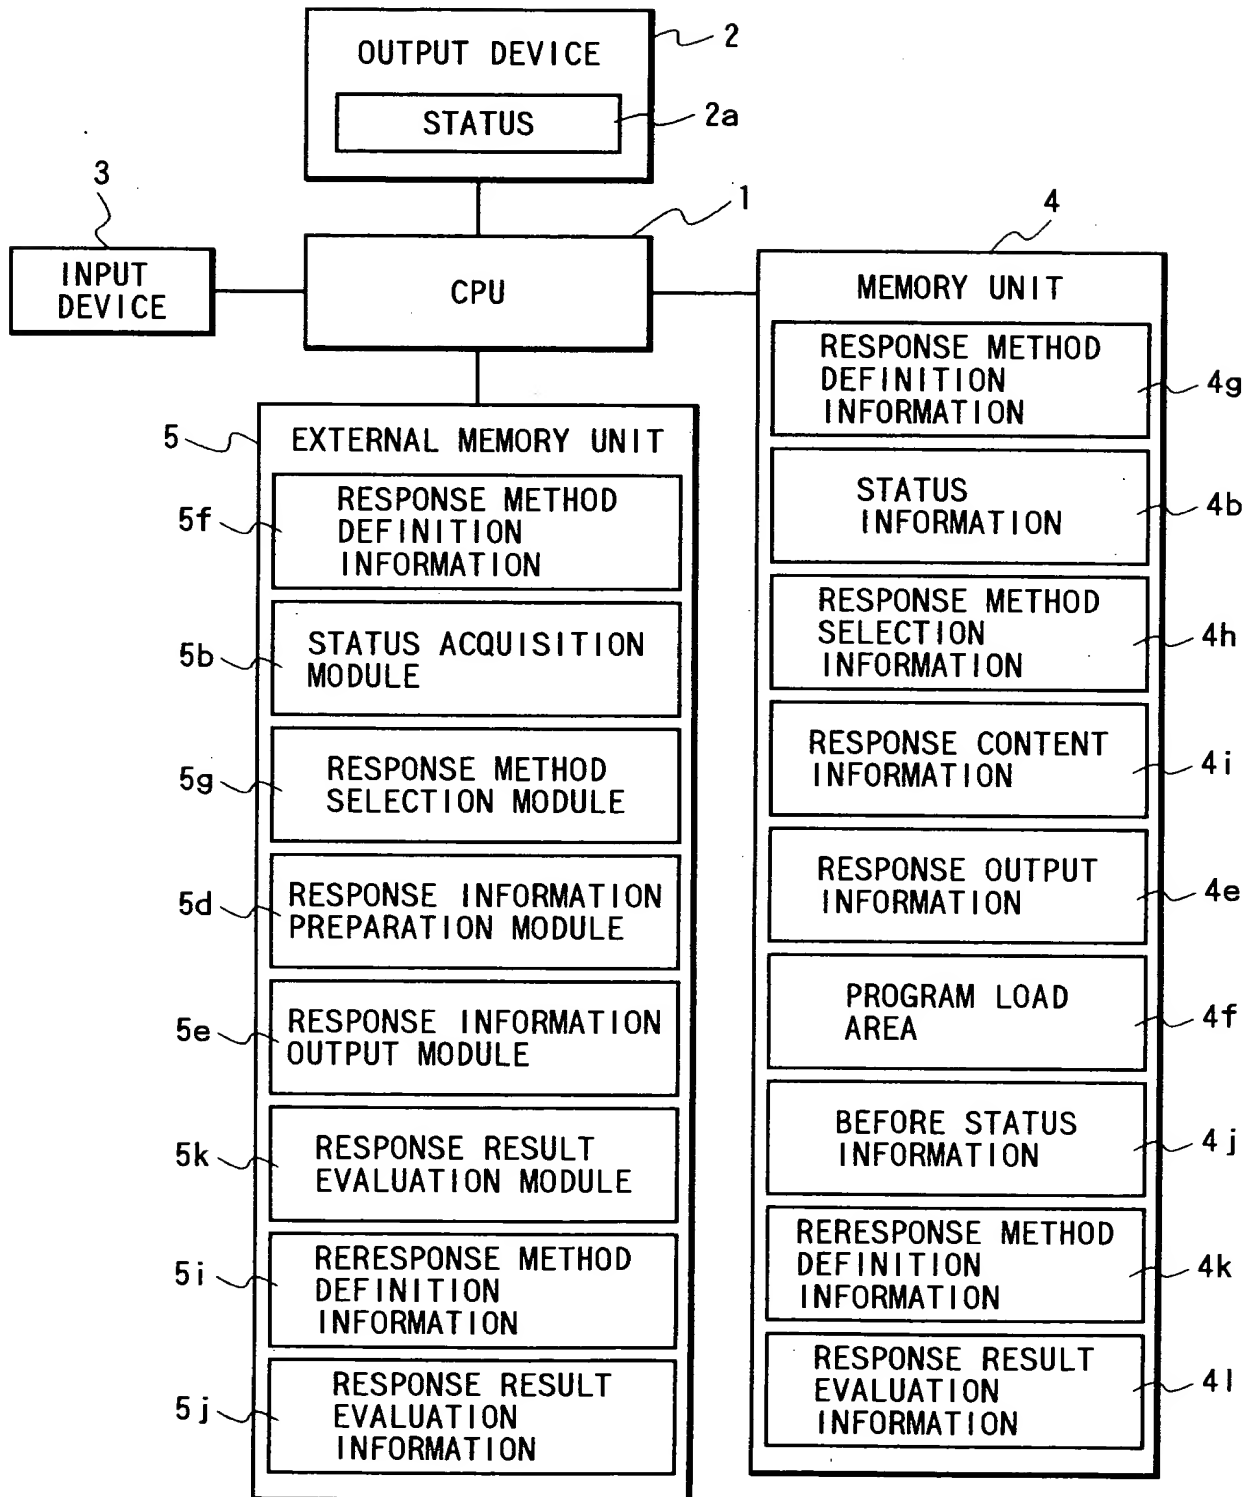 OUTPUT DEVICE
2
STATUS
2a
3
INPUT
DEVICE
1
CPU
4
MEMORY UNIT
RESPONSE METHOD
DEFINITION
INFORMATION
4g
STATUS
INFORMATION
4b
RESPONSE METHOD
SELECTION
INFORMATION
4h
RESPONSE CONTENT
INFORMATION
4i
RESPONSE OUTPUT
INFORMATION
4e
PROGRAM LOAD
AREA
4f
BEFORE STATUS
INFORMATION
4j
RERESPONSE METHOD
DEFINITION
INFORMATION
4k
RESPONSE RESULT
EVALUATION
INFORMATION
4l
5
EXTERNAL MEMORY UNIT
5f
RESPONSE METHOD
DEFINITION
INFORMATION
5b
STATUS ACQUISITION
MODULE
5g
RESPONSE METHOD
SELECTION MODULE
5d
RESPONSE INFORMATION
PREPARATION MODULE
5e
RESPONSE INFORMATION
OUTPUT MODULE
5k
RESPONSE RESULT
EVALUATION MODULE
5i
RERESPONSE METHOD
DEFINITION
INFORMATION
5j
RESPONSE RESULT
EVALUATION
INFORMATION